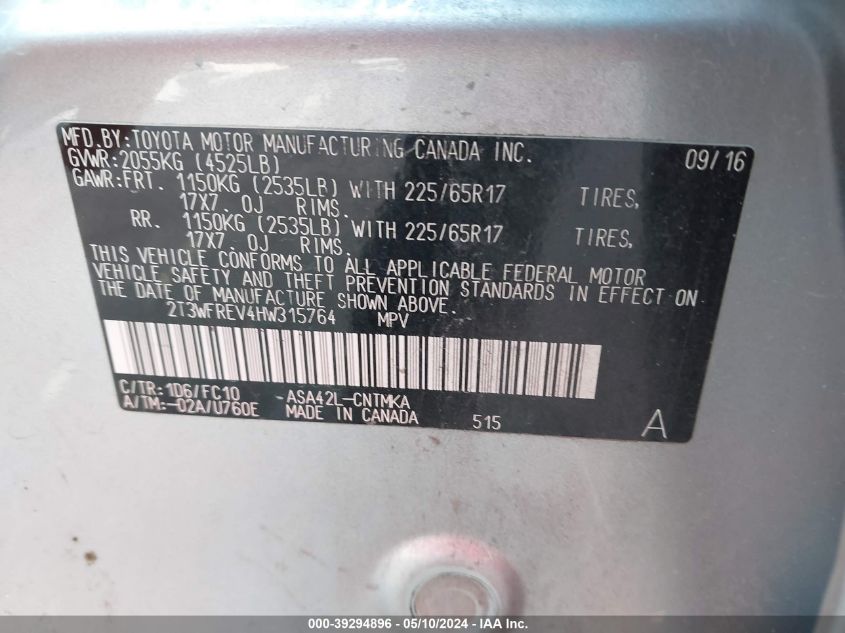 MFD.BY:TOYOTA MOTOR MANUFACTURING CANADA INC. 09/16
GVWR:2055KG (4525LB)
GAWR:FRT. 1150KG (2535LB) WITH 225/65R17 TIRES,
17X7.0J RIMS.
RR. 1150KG (2535LB) WITH 225/65R17 TIRES,
17X7.0J RIMS.
THIS VEHICLE CONFORMS TO ALL APPLICABLE FEDERAL MOTOR
VEHICLE SAFETY AND THEFT PREVENTION STANDARDS IN EFFECT ON
THE DATE OF MANUFACTURE SHOWN ABOVE.
2T3WFREV4HW315764 MPV
C/TR:1D6/FC10 -ASA42L-CNTMKA
A/TM:-02A/U760E MADE IN CANADA 515 A
000-39294896 - 05/10/2024 - IAA Inc.